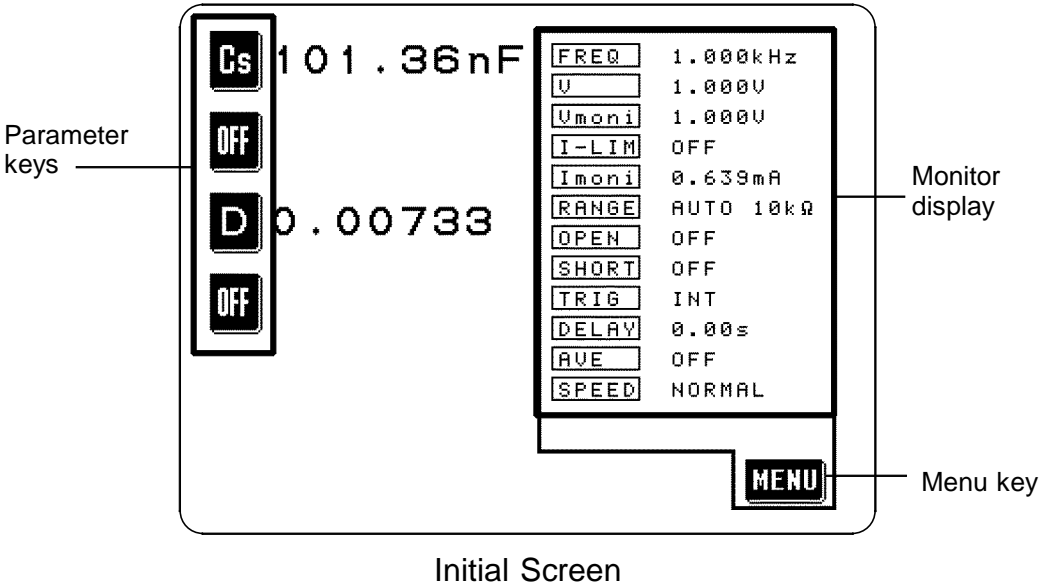 Parameter
keys
Cs 101.36nF
OFF
D 0.00733
OFF
FREQ 1.000kHz
V 1.000V
Vmoni 1.000V
I-LIM OFF
Imoni 0.639mA
RANGE AUTO 10kΩ
OPEN OFF
SHORT OFF
TRIG INT
DELAY 0.00s
AVE OFF
SPEED NORMAL
Monitor
display
MENU
Menu key
Initial Screen